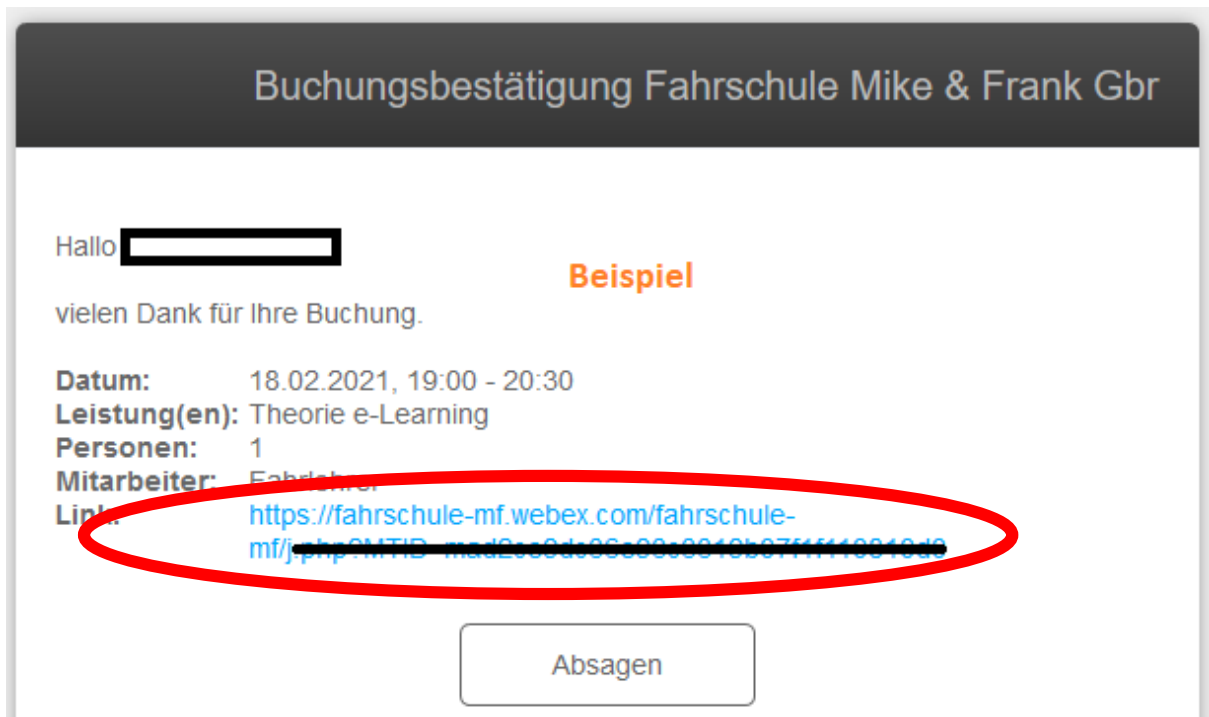 Buchungsbestätigung Fahrschule Mike & Frank Gbr
Hallo
Beispiel
vielen Dank für Ihre Buchung.
Datum: 18.02.2021, 19:00 - 20:30
Leistung(en): Theorie e-Learning
Personen: 1
Mitarbeiter: Fahrlehrer
Link: https://fahrschule-mf.webex.com/fahrschule-
mf/
Absagen